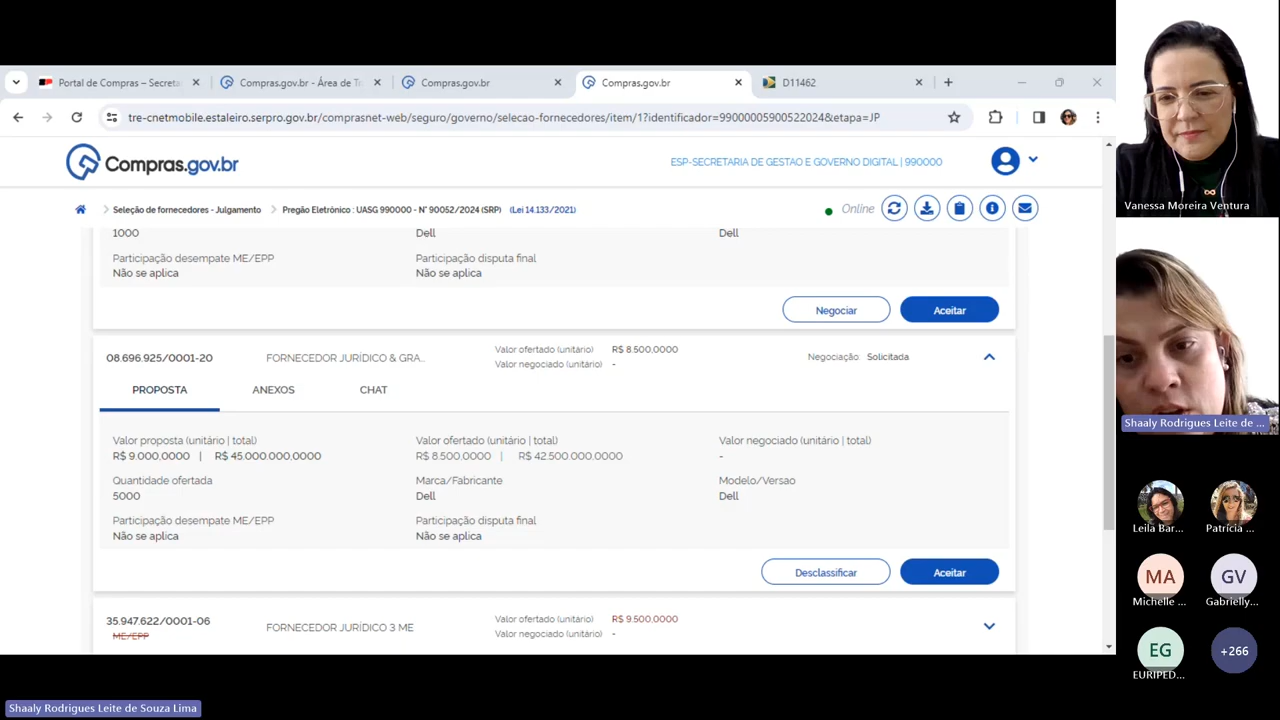 Portal de Compras – Secreta
Compras.gov.br - Área de Tr
Compras.gov.br
Compras.gov.br
D11462
tre-cnetmobile.estaleiro.serpro.gov.br/comprasnet-web/seguro/governo/selecao-fornecedores/item/1?identificador=99000005900522024&etapa=JP
Compras.gov.br
ESP-SECRETARIA DE GESTAO E GOVERNO DIGITAL | 990000
Seleção de fornecedores - Julgamento
Pregão Eletrônico : UASG 990000 - N° 90052/2024 (SRP) (Lei 14.133/2021)
Online
1000 Dell Dell
Participação desempate ME/EPP Participação disputa final
Não se aplica Não se aplica
Negociar Aceitar
08.696.925/0001-20 FORNECEDOR JURÍDICO & GRA...
Valor ofertado (unitário) R$ 8.500,0000
Valor negociado (unitário) -
Negociação: Solicitada
PROPOSTA ANEXOS CHAT
Valor proposta (unitário | total) Valor ofertado (unitário | total) Valor negociado (unitário | total)
R$ 9.000,0000 | R$ 45.000.000,0000 R$ 8.500,0000 | R$ 42.500.000,0000 -
Quantidade ofertada Marca/Fabricante Modelo/Versao
5000 Dell Dell
Participação desempate ME/EPP Participação disputa final
Não se aplica Não se aplica
Desclassificar Aceitar
35.947.622/0001-06
ME/EPP
FORNECEDOR JURÍDICO 3 ME
Valor ofertado (unitário) R$ 9.500,0000
Valor negociado (unitário) -
Vanessa Moreira Ventura
Shaaly Rodrigues Leite de ...
Leila Bar... Patrícia ...
MA GV
Michelle ... Gabrielly...
EG +266
EURIPED...
Shaaly Rodrigues Leite de Souza Lima